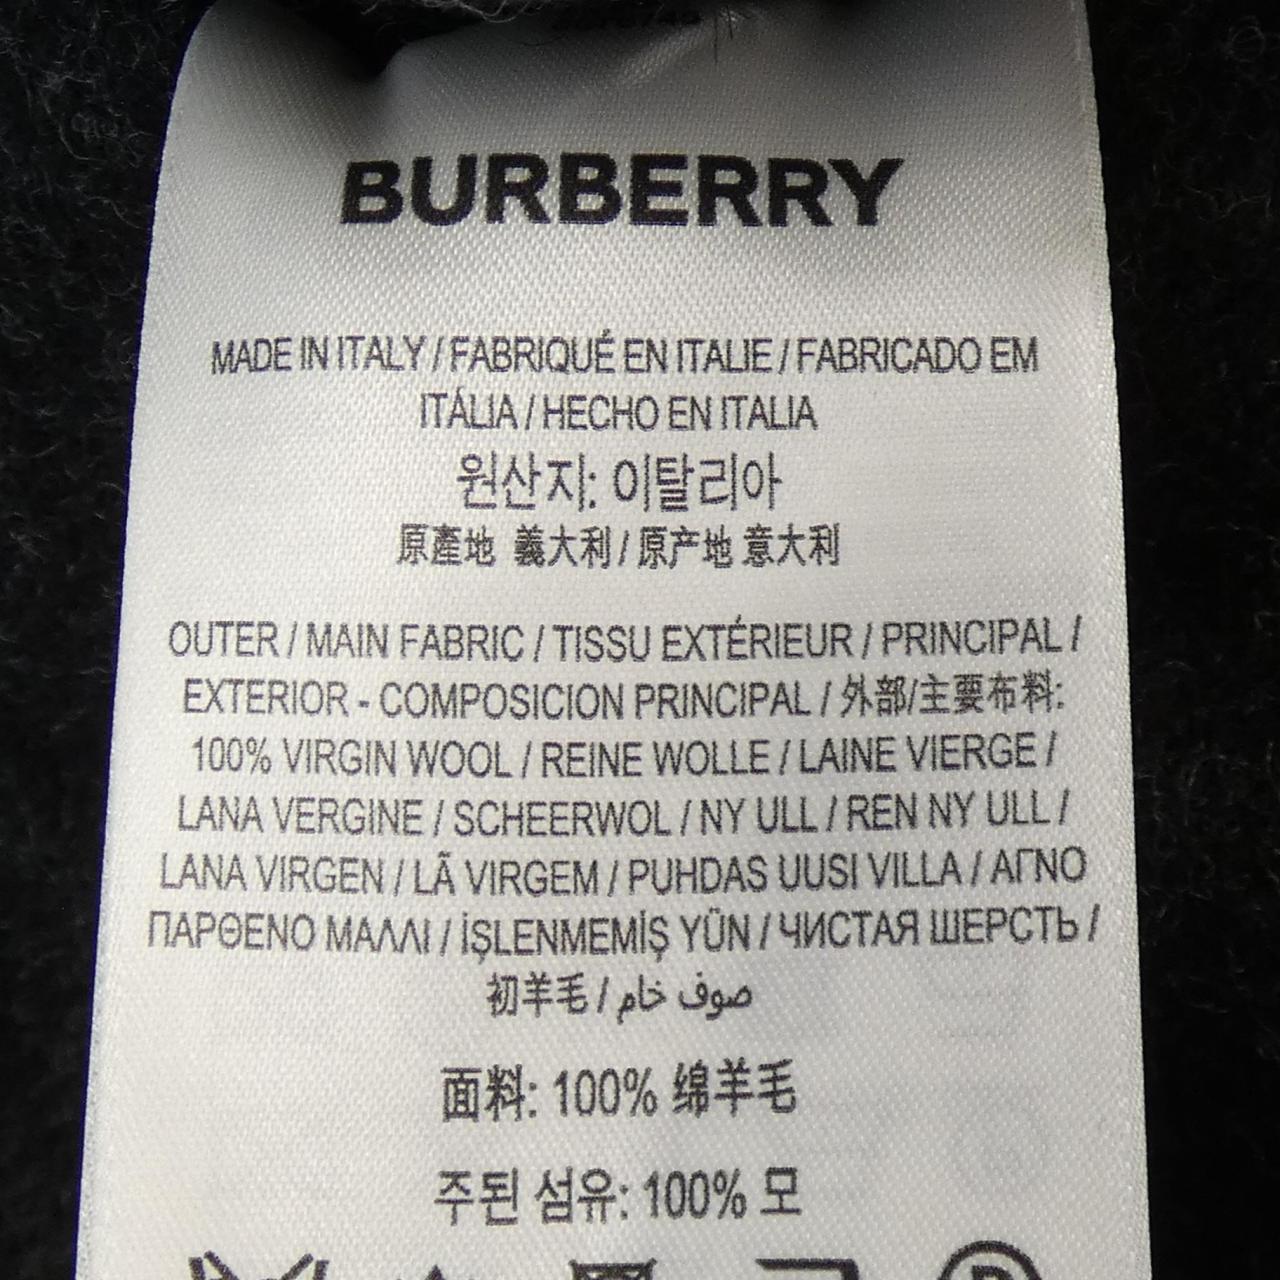 BURBERRY
MADE IN ITALY / FABRIQUÉ EN ITALIE / FABRICADO EM
ITÁLIA / HECHO EN ITALIA
원산지: 이탈리아
原產地 義大利 / 原产地 意大利
OUTER / MAIN FABRIC / TISSU EXTÉRIEUR / PRINCIPAL /
EXTERIOR - COMPOSICION PRINCIPAL / 外部/主要布料:
100% VIRGIN WOOL / REINE WOLLE / LAINE VIERGE /
LANA VERGINE / SCHEERWOL / NY ULL / REN NY ULL /
LANA VIRGEN / LÃ VIRGEM / PUHDAS UUSI VILLA / ΑΓΝΟ
ΠΑΡΘΕΝΟ ΜΑΛΛΙ / İŞLENMEMİŞ YÜN / ЧИСТАЯ ШЕРСТЬ /
初羊毛 / صوف خام
面料: 100% 绵羊毛
주된 섬유: 100% 모